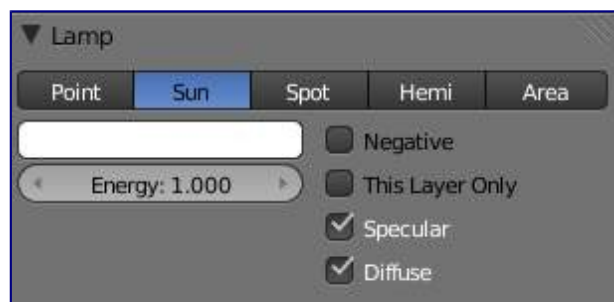 Lamp
Point Sun Spot Hemi Area
Negative
Energy: 1.000 This Layer Only
Specular
Diffuse